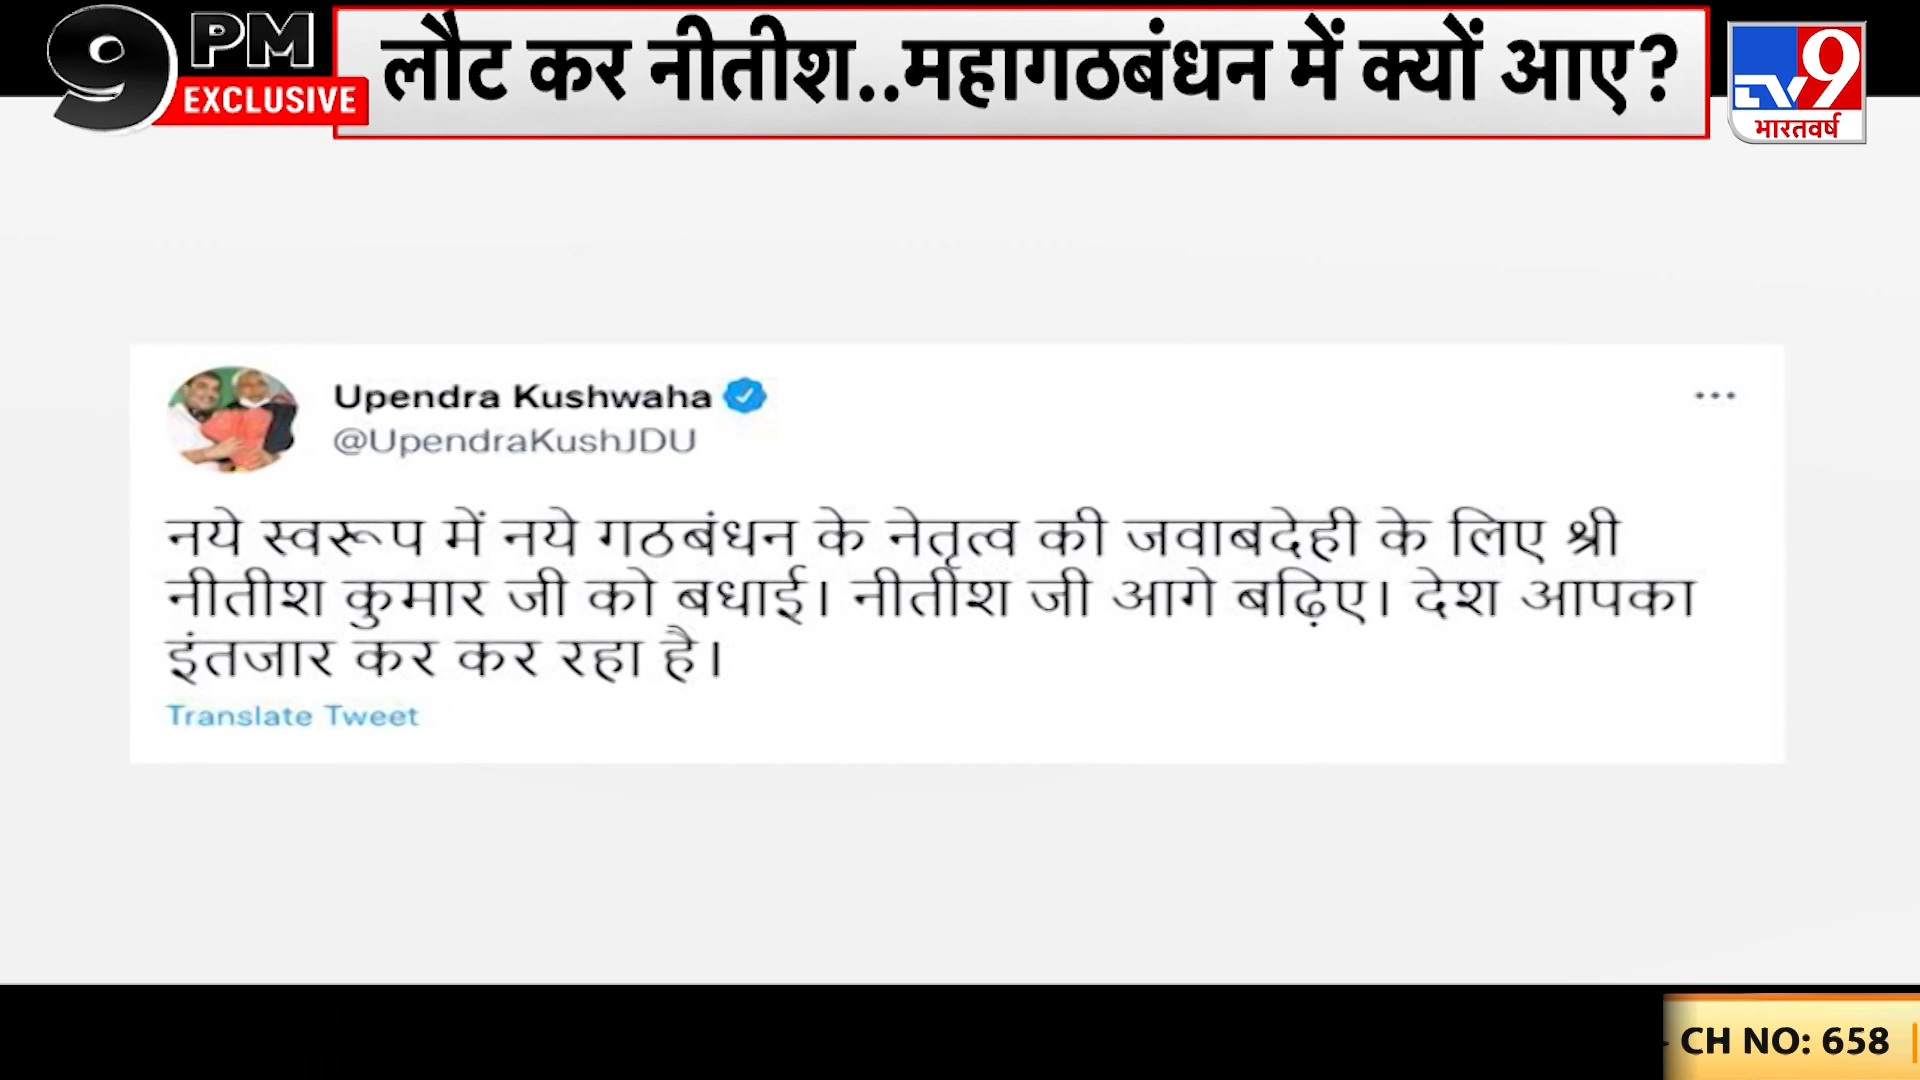 9 PM
EXCLUSIVE
लौट कर नीतीश..महागठबंधन में क्यों आए?
TV9
भारतवर्ष
Upendra Kushwaha
@UpendraKushJDU
नये स्वरूप में नये गठबंधन के नेतृत्व की जवाबदेही के लिए श्री
नीतीश कुमार जी को बधाई। नीतीश जी आगे बढ़िए। देश आपका
इंतजार कर कर रहा है।
Translate Tweet
CH NO: 658